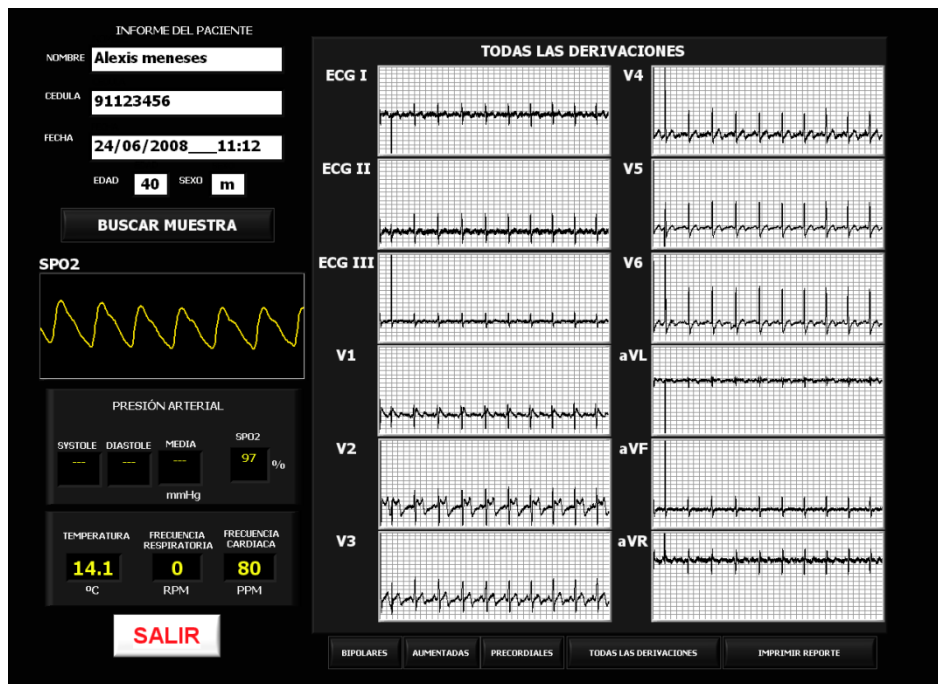 INFORME DEL PACIENTE
NOMBRE Alexis meneses
CEDULA 91123456
FECHA 24/06/2008___11:12
EDAD 40 SEXO m
BUSCAR MUESTRA
SPO2
PRESIÓN ARTERIAL
SYSTOLE DIASTOLE MEDIA SPO2
--- --- --- 97 %
mmHg
TEMPERATURA FRECUENCIA RESPIRATORIA FRECUENCIA CARDIACA
14.1 0 80
ºC RPM PPM
SALIR
TODAS LAS DERIVACIONES
ECG I V4
ECG II V5
ECG III V6
V1 aVL
V2 aVF
V3 aVR
BIPOLARES AUMENTADAS PRECORDIALES TODAS LAS DERIVACIONES IMPRIMIR REPORTE